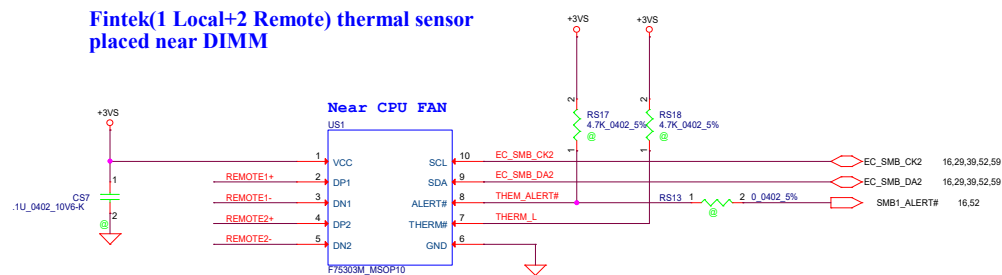 Fintek(1 Local+2 Remote) thermal sensor
placed near DIMM
+3VS
+3VS
Near CPU FAN
US1
2
RS17
4.7K_0402_5%
@
1
2
RS18
4.7K_0402_5%
@
1
+3VS
1
CS7
.1U_0402_10V6-K
2
@
1 VCC
REMOTE1+ 2 DP1
REMOTE1- 3 DN1
REMOTE2+ 4 DP2
REMOTE2- 5 DN2
SCL 10 EC_SMB_CK2 EC_SMB_CK2 16,29,39,52,59
SDA 9 EC_SMB_DA2 EC_SMB_DA2 16,29,39,52,59
ALERT# 8 THEM_ALERT# RS13 1 2 0_0402_5% SMB1_ALERT# 16,52
@
THERM# 7 THERM_L
GND 6
F75303M_MSOP10